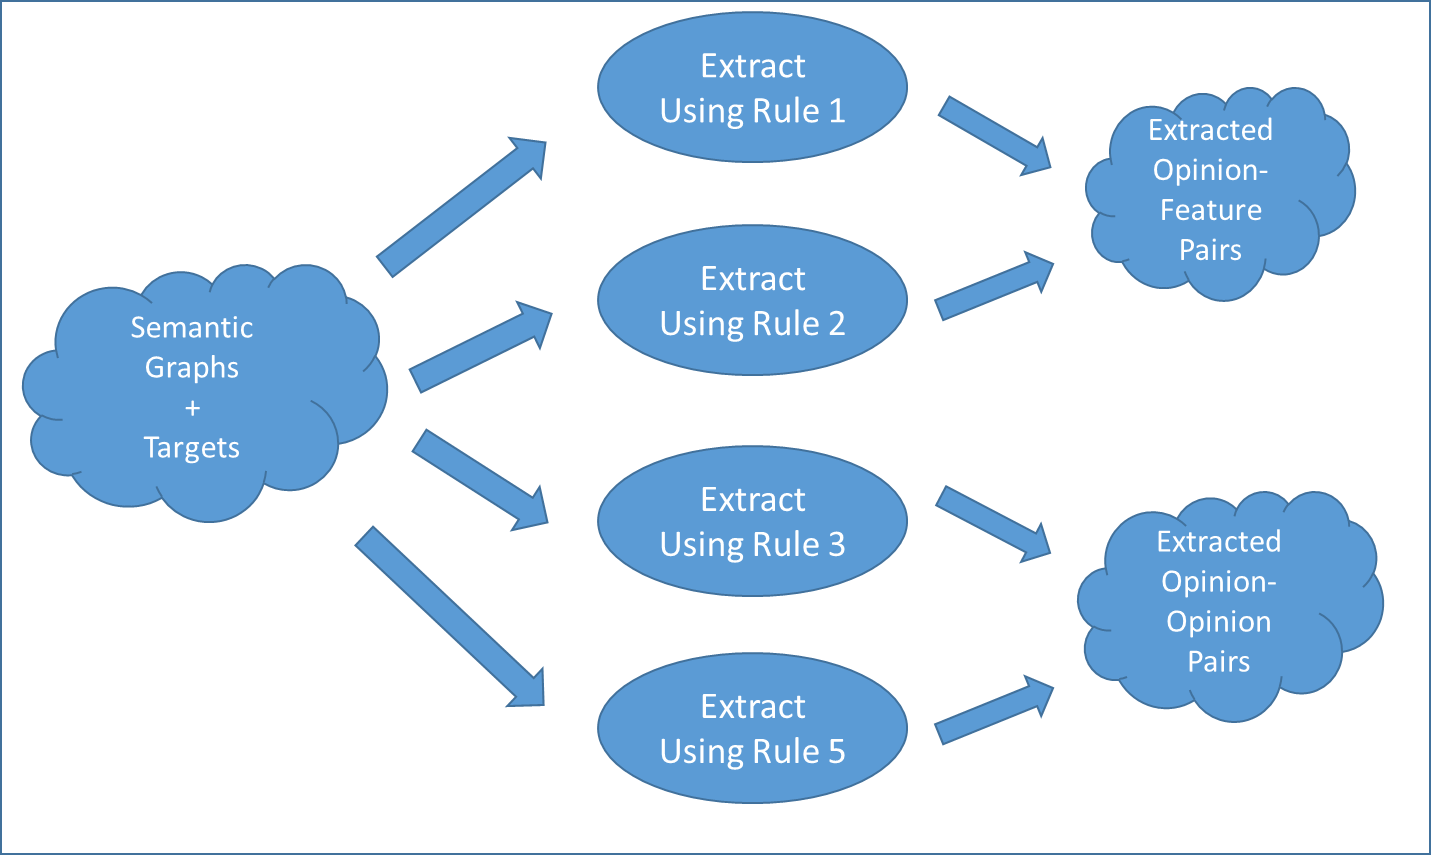 Semantic
Graphs
+
Targets
Extract
Using Rule 1
Extract
Using Rule 2
Extract
Using Rule 3
Extract
Using Rule 5
Extracted
Opinion-
Feature
Pairs
Extracted
Opinion-
Opinion
Pairs